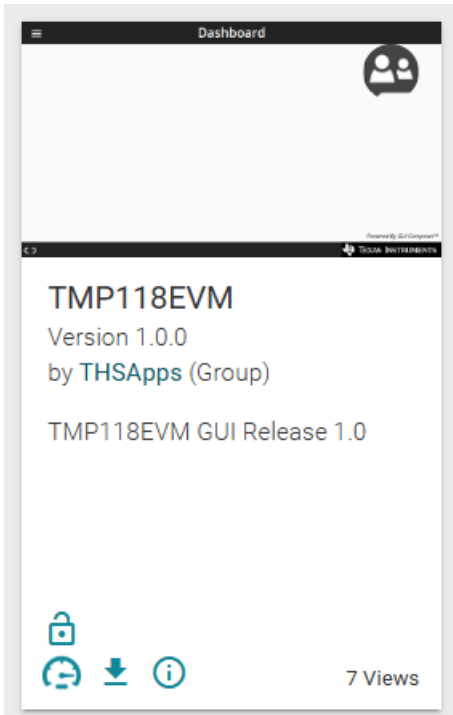 Dashboard
Powered By GUI Composer™
TEXAS INSTRUMENTS
TMP118EVM
Version 1.0.0
by THSApps (Group)
TMP118EVM GUI Release 1.0
7 Views